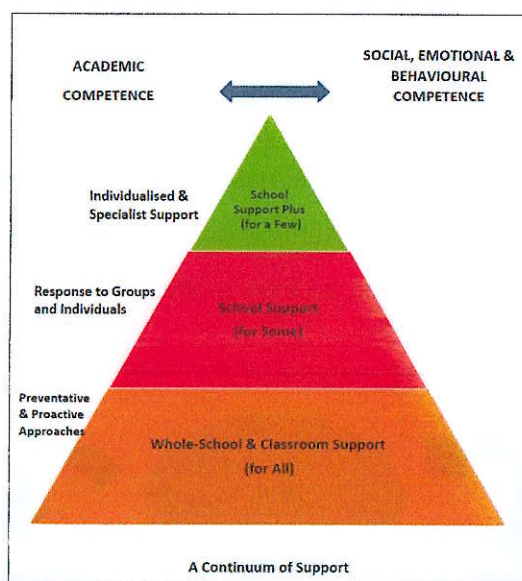 ACADEMIC
COMPETENCE
SOCIAL, EMOTIONAL &
BEHAVIOURAL
COMPETENCE
Individualised &
Specialist Support
School
Support Plus
(for a Few)
Response to Groups
and Individuals
School Support
(for Some)
Preventative
& Proactive
Approaches
Whole-School & Classroom Support
(for All)
A Continuum of Support